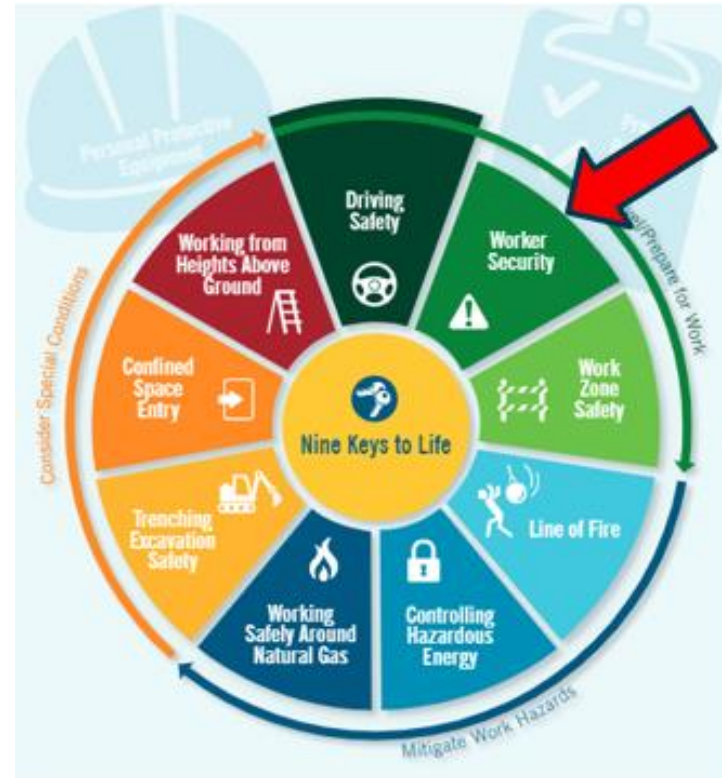 Personal Protective
Equipment
Driving
Safety
Worker
Security
Work
Zone
Safety
Line of Fire
Controlling
Hazardous
Energy
Working
Safely Around
Natural Gas
Trenching
Excavation
Safety
Confined
Space
Entry
Working from
Heights Above
Ground
Nine Keys to Life
/Prepare for Work
Mitigate Work Hazards
Consider Special Conditions